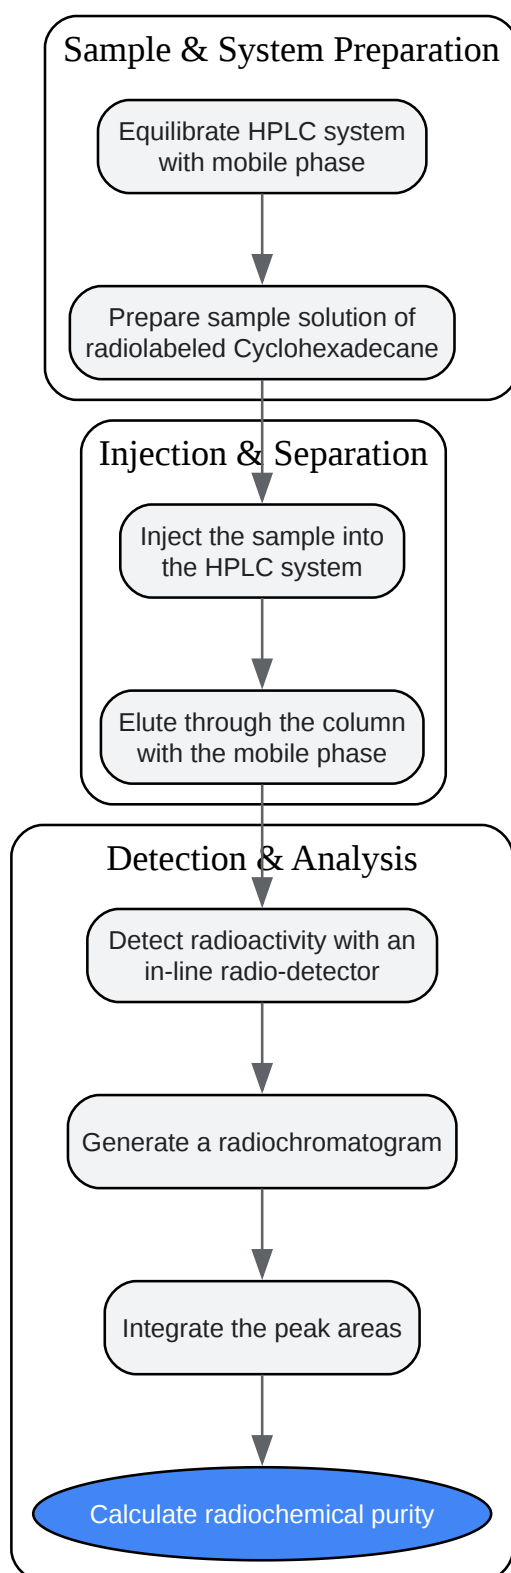 Sample & System Preparation
Equilibrate HPLC system
with mobile phase
Prepare sample solution of
radiolabeled Cyclohexadecane
Injection & Separation
Inject the sample into
the HPLC system
Elute through the column
with the mobile phase
Detection & Analysis
Detect radioactivity with an
in-line radio-detector
Generate a radiochromatogram
Integrate the peak areas
Calculate radiochemical purity